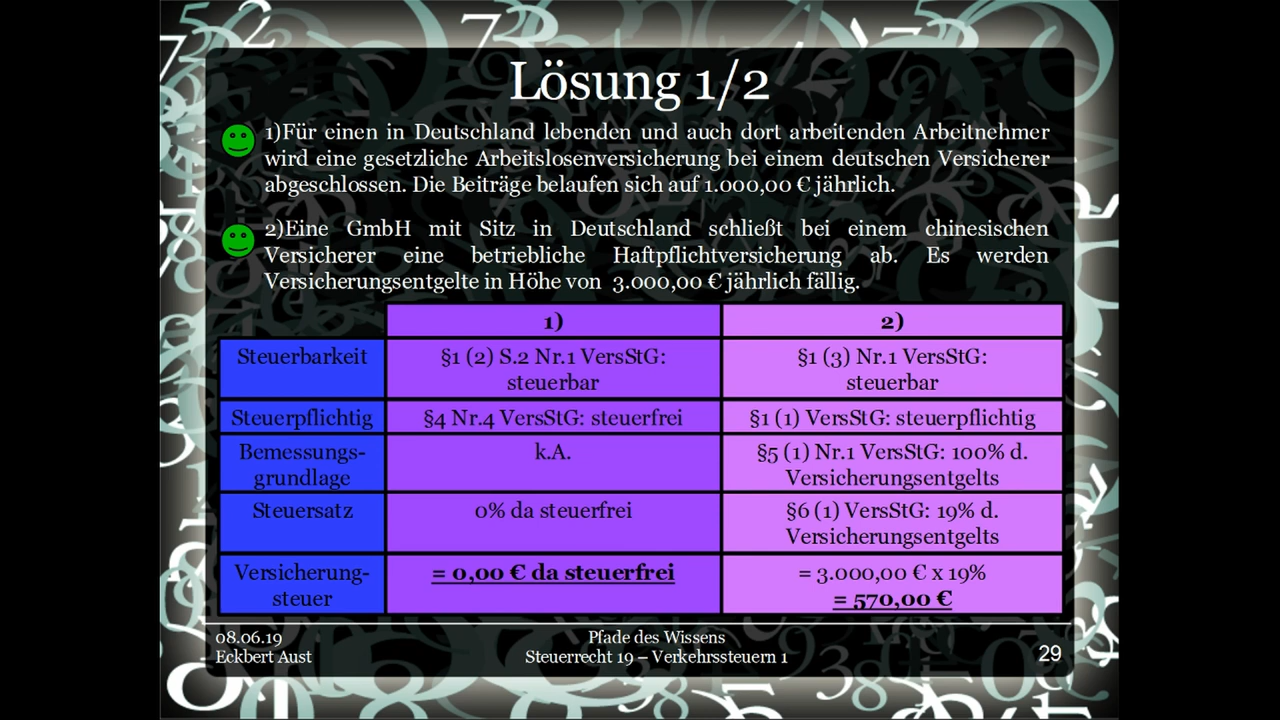 Lösung 1/2
1)Für einen in Deutschland lebenden und auch dort arbeitenden Arbeitnehmer
wird eine gesetzliche Arbeitslosenversicherung bei einem deutschen Versicherer
abgeschlossen. Die Beiträge belaufen sich auf 1.000,00 € jährlich.
2)Eine GmbH mit Sitz in Deutschland schließt bei einem chinesischen
Versicherer eine betriebliche Haftpflichtversicherung ab. Es werden
Versicherungsentgelte in Höhe von 3.000,00 € jährlich fällig.
1) 2)
Steuerbarkeit §1 (2) S.2 Nr.1 VersStG: §1 (3) Nr.1 VersStG:
steuerbar steuerbar
Steuerpflichtig §4 Nr.4 VersStG: steuerfrei §1 (1) VersStG: steuerpflichtig
Bemessungs- k.A. §5 (1) Nr.1 VersStG: 100% d.
grundlage Versicherungsentgelts
Steuersatz 0% da steuerfrei §6 (1) VersStG: 19% d.
Versicherungsentgelts
Versicherung- = 0,00 € da steuerfrei = 3.000,00 € x 19%
steuer = 570,00 €
08.06.19 Pfade des Wissens
Eckbert Aust Steuerrecht 19 – Verkehrssteuern 1 29